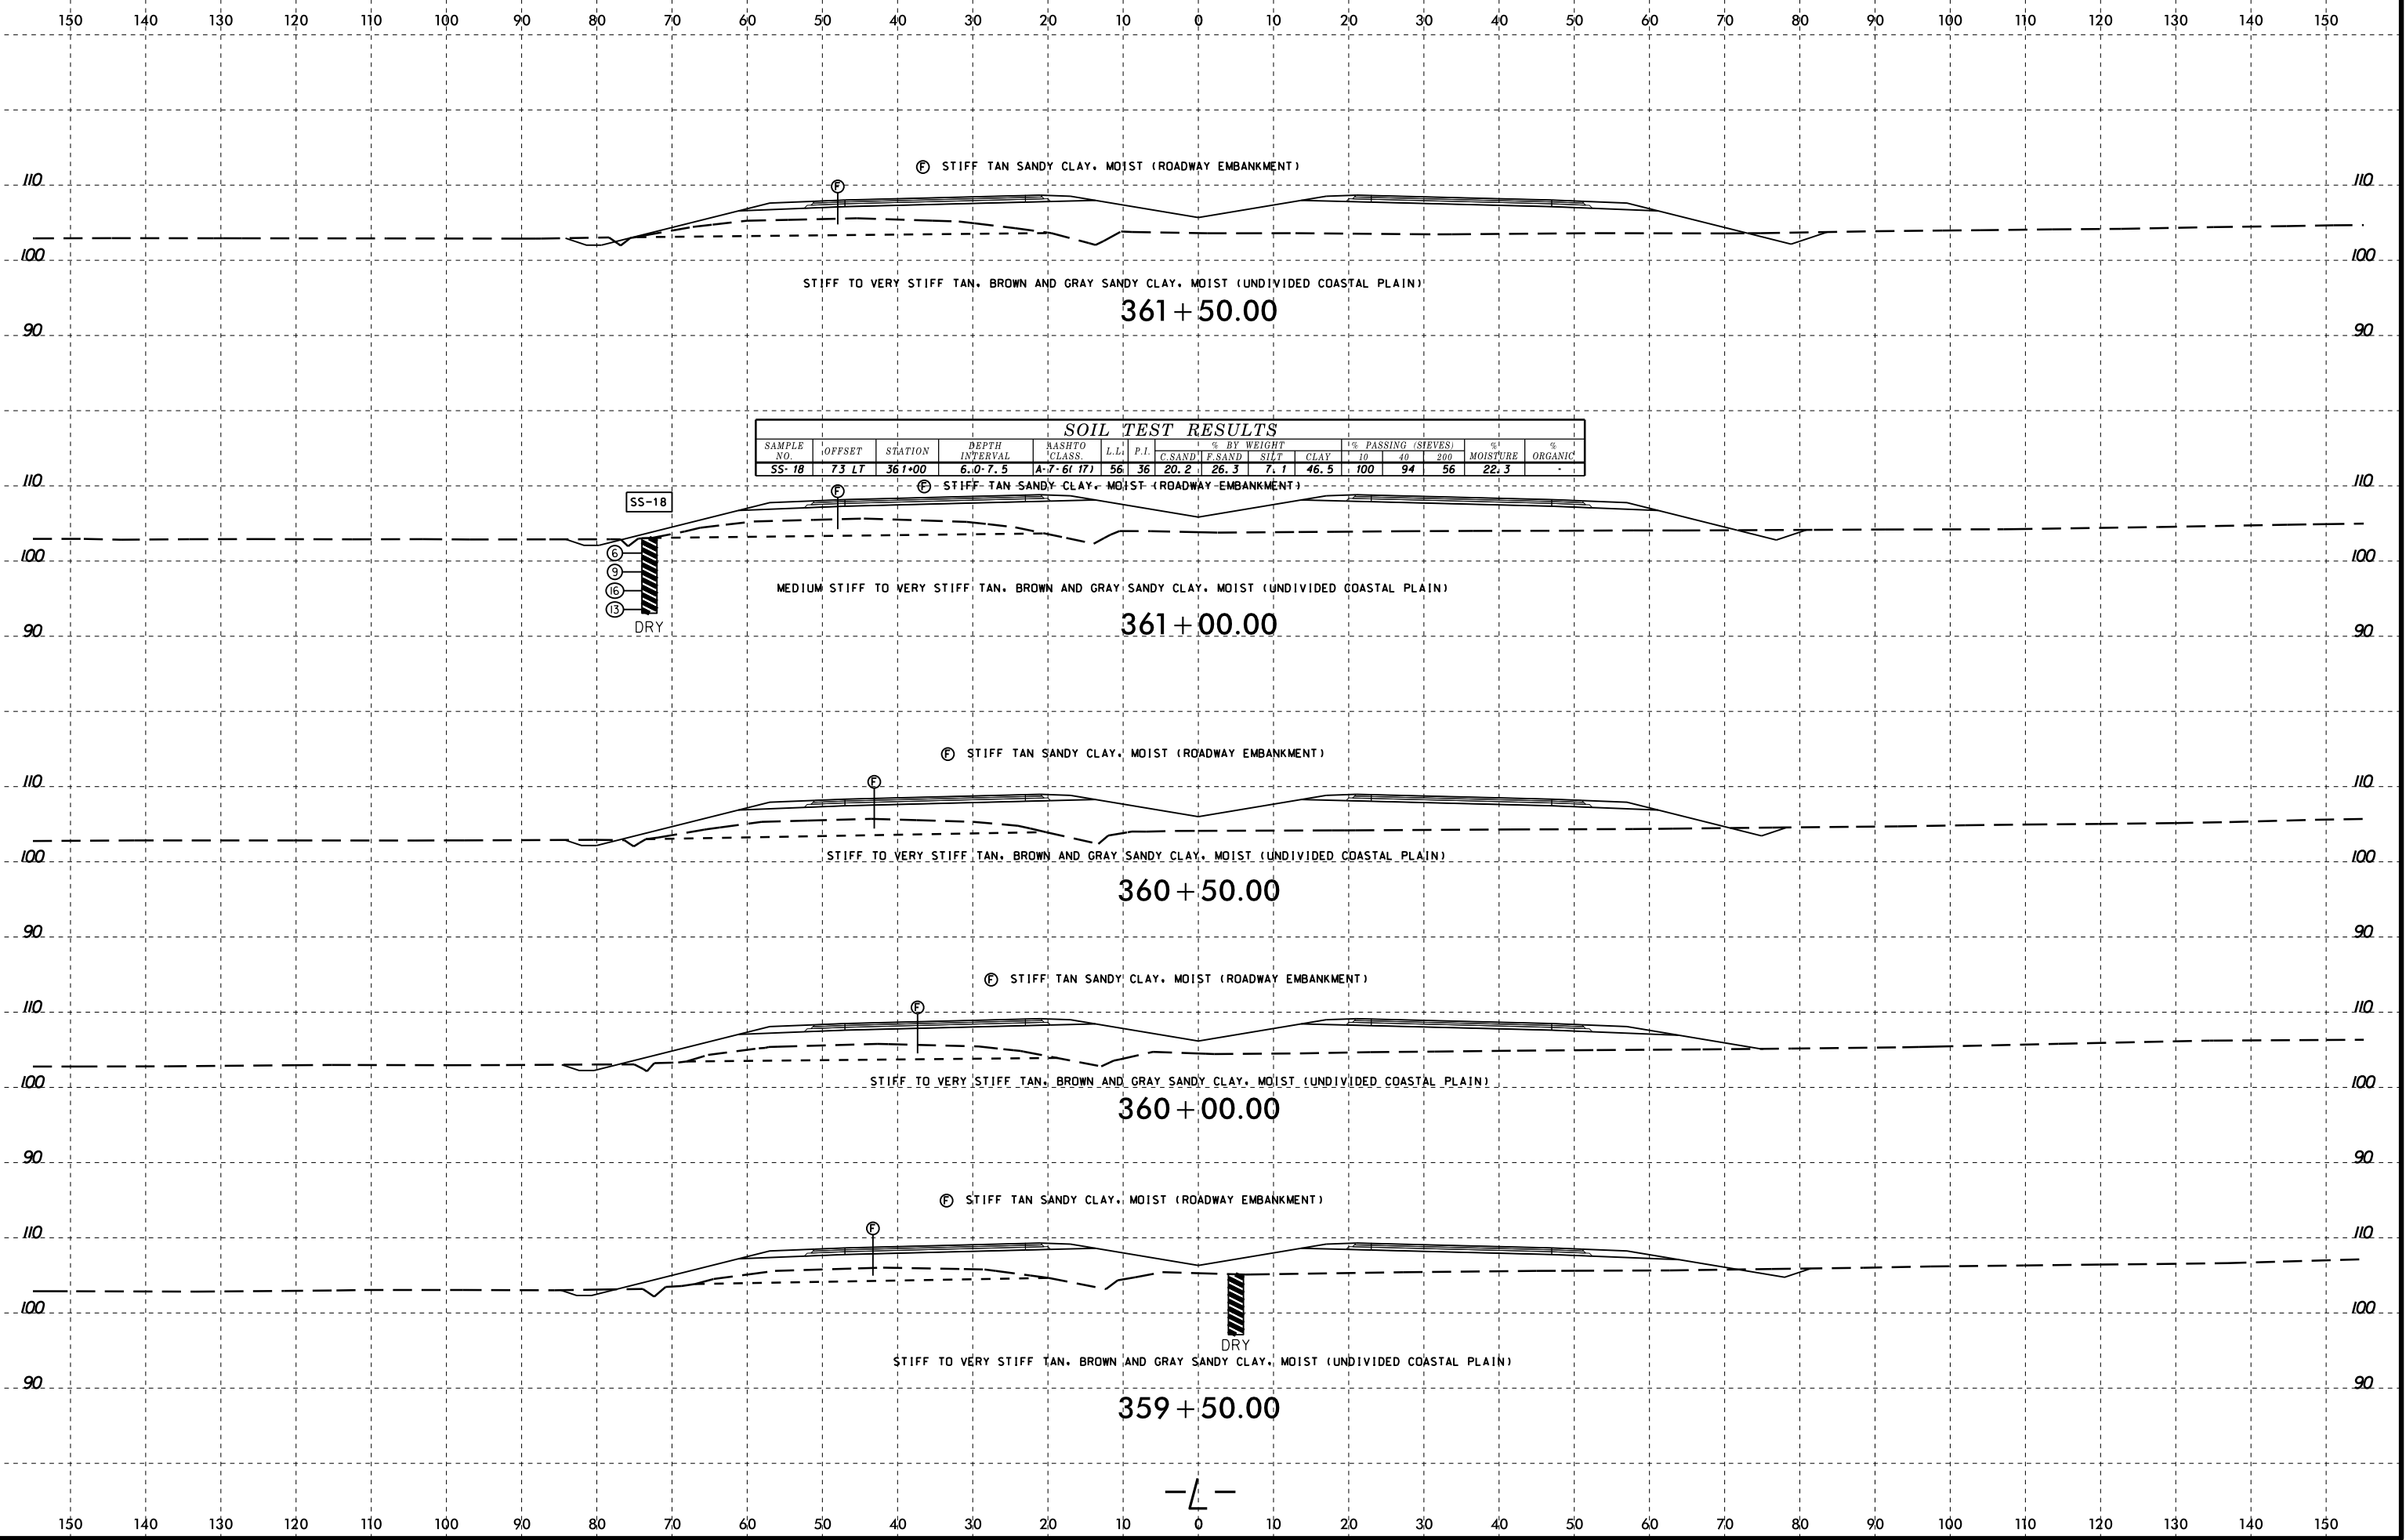 150 140 130 120 110 100 90 80 70 60 50 40 30 20 10 0 10 20 30 40 50 60 70 80 90 100 110 120 130 140 150
Ⓕ STIFF TAN SANDY CLAY, MOIST (ROADWAY EMBANKMENT)
110 Ⓕ 110
100 100
STIFF TO VERY STIFF TAN, BROWN AND GRAY SANDY CLAY, MOIST (UNDIVIDED COASTAL PLAIN)
361+50.00
90 90
SOIL TEST RESULTS
SAMPLE NO. OFFSET STATION DEPTH INTERVAL AASHTO CLASS. L.L. P.I. % BY WEIGHT C.SAND F.SAND SILT CLAY % PASSING (SIEVES) 10 40 200 % MOISTURE % ORGANIC
SS-18 73 LT 361+00 6.0-7.5 A-7-6(17) 56 36 20.2 26.3 7.1 46.5 100 94 56 22.3 -
110 Ⓕ Ⓕ STIFF TAN SANDY CLAY, MOIST (ROADWAY EMBANKMENT) 110
SS-18
100 6 100
9
16
MEDIUM STIFF TO VERY STIFF TAN, BROWN AND GRAY SANDY CLAY, MOIST (UNDIVIDED COASTAL PLAIN)
13
DRY
361+00.00
90 90
Ⓕ STIFF TAN SANDY CLAY, MOIST (ROADWAY EMBANKMENT)
110 Ⓕ 110
100 100
STIFF TO VERY STIFF TAN, BROWN AND GRAY SANDY CLAY, MOIST (UNDIVIDED COASTAL PLAIN)
360+50.00
90 90
Ⓕ STIFF TAN SANDY CLAY, MOIST (ROADWAY EMBANKMENT)
110 Ⓕ 110
100 100
STIFF TO VERY STIFF TAN, BROWN AND GRAY SANDY CLAY, MOIST (UNDIVIDED COASTAL PLAIN)
360+00.00
90 90
Ⓕ STIFF TAN SANDY CLAY, MOIST (ROADWAY EMBANKMENT)
110 Ⓕ 110
100 100
DRY
STIFF TO VERY STIFF TAN, BROWN AND GRAY SANDY CLAY, MOIST (UNDIVIDED COASTAL PLAIN)
90 90
359+50.00
-L-
150 140 130 120 110 100 90 80 70 60 50 40 30 20 10 0 10 20 30 40 50 60 70 80 90 100 110 120 130 140 150